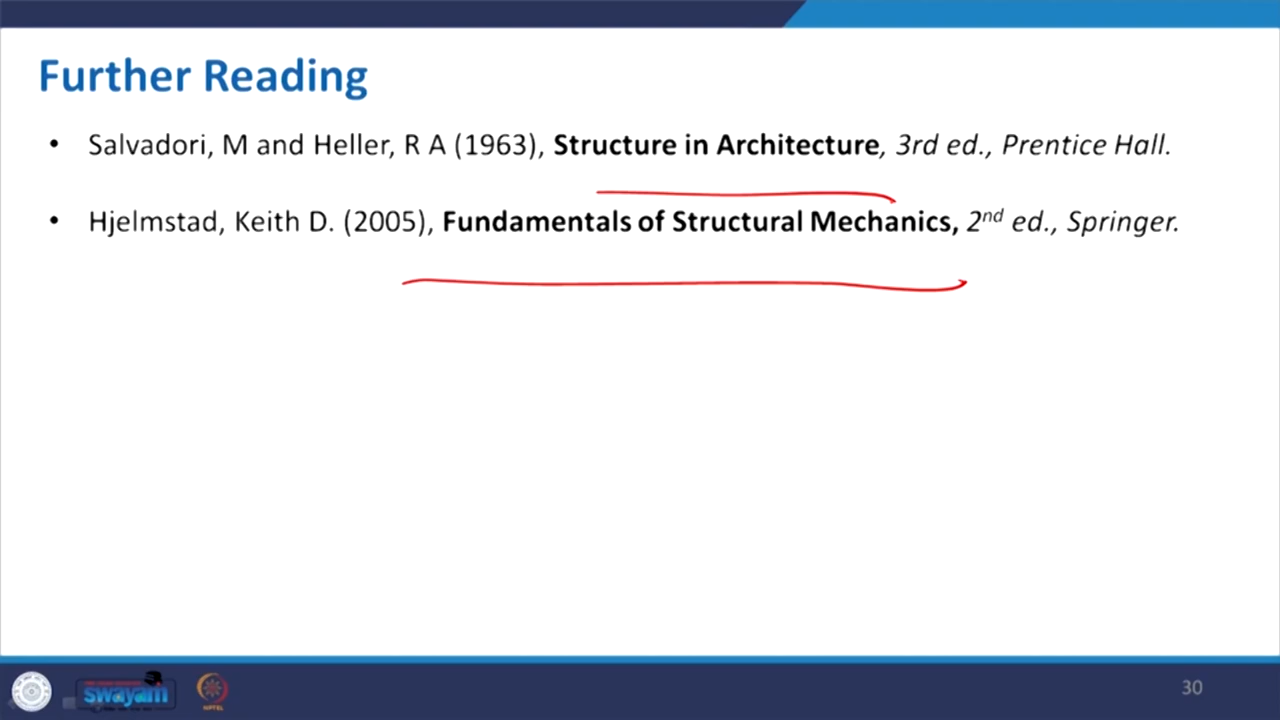 Further Reading
• Salvadori, M and Heller, R A (1963), Structure in Architecture, 3rd ed., Prentice Hall.
• Hjelmstad, Keith D. (2005), Fundamentals of Structural Mechanics, 2nd ed., Springer.
swayam
NPTEL
30